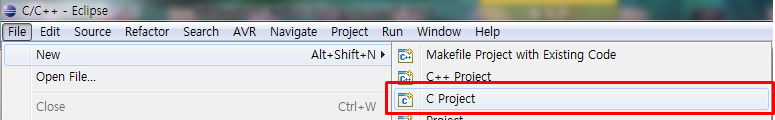 C/C++ - Eclipse
File Edit Source Refactor Search AVR Navigate Project Run Window Help
New Alt+Shift+N
Makefile Project with Existing Code
Open File...
C++ Project
C Project
Close Ctrl+W
Project